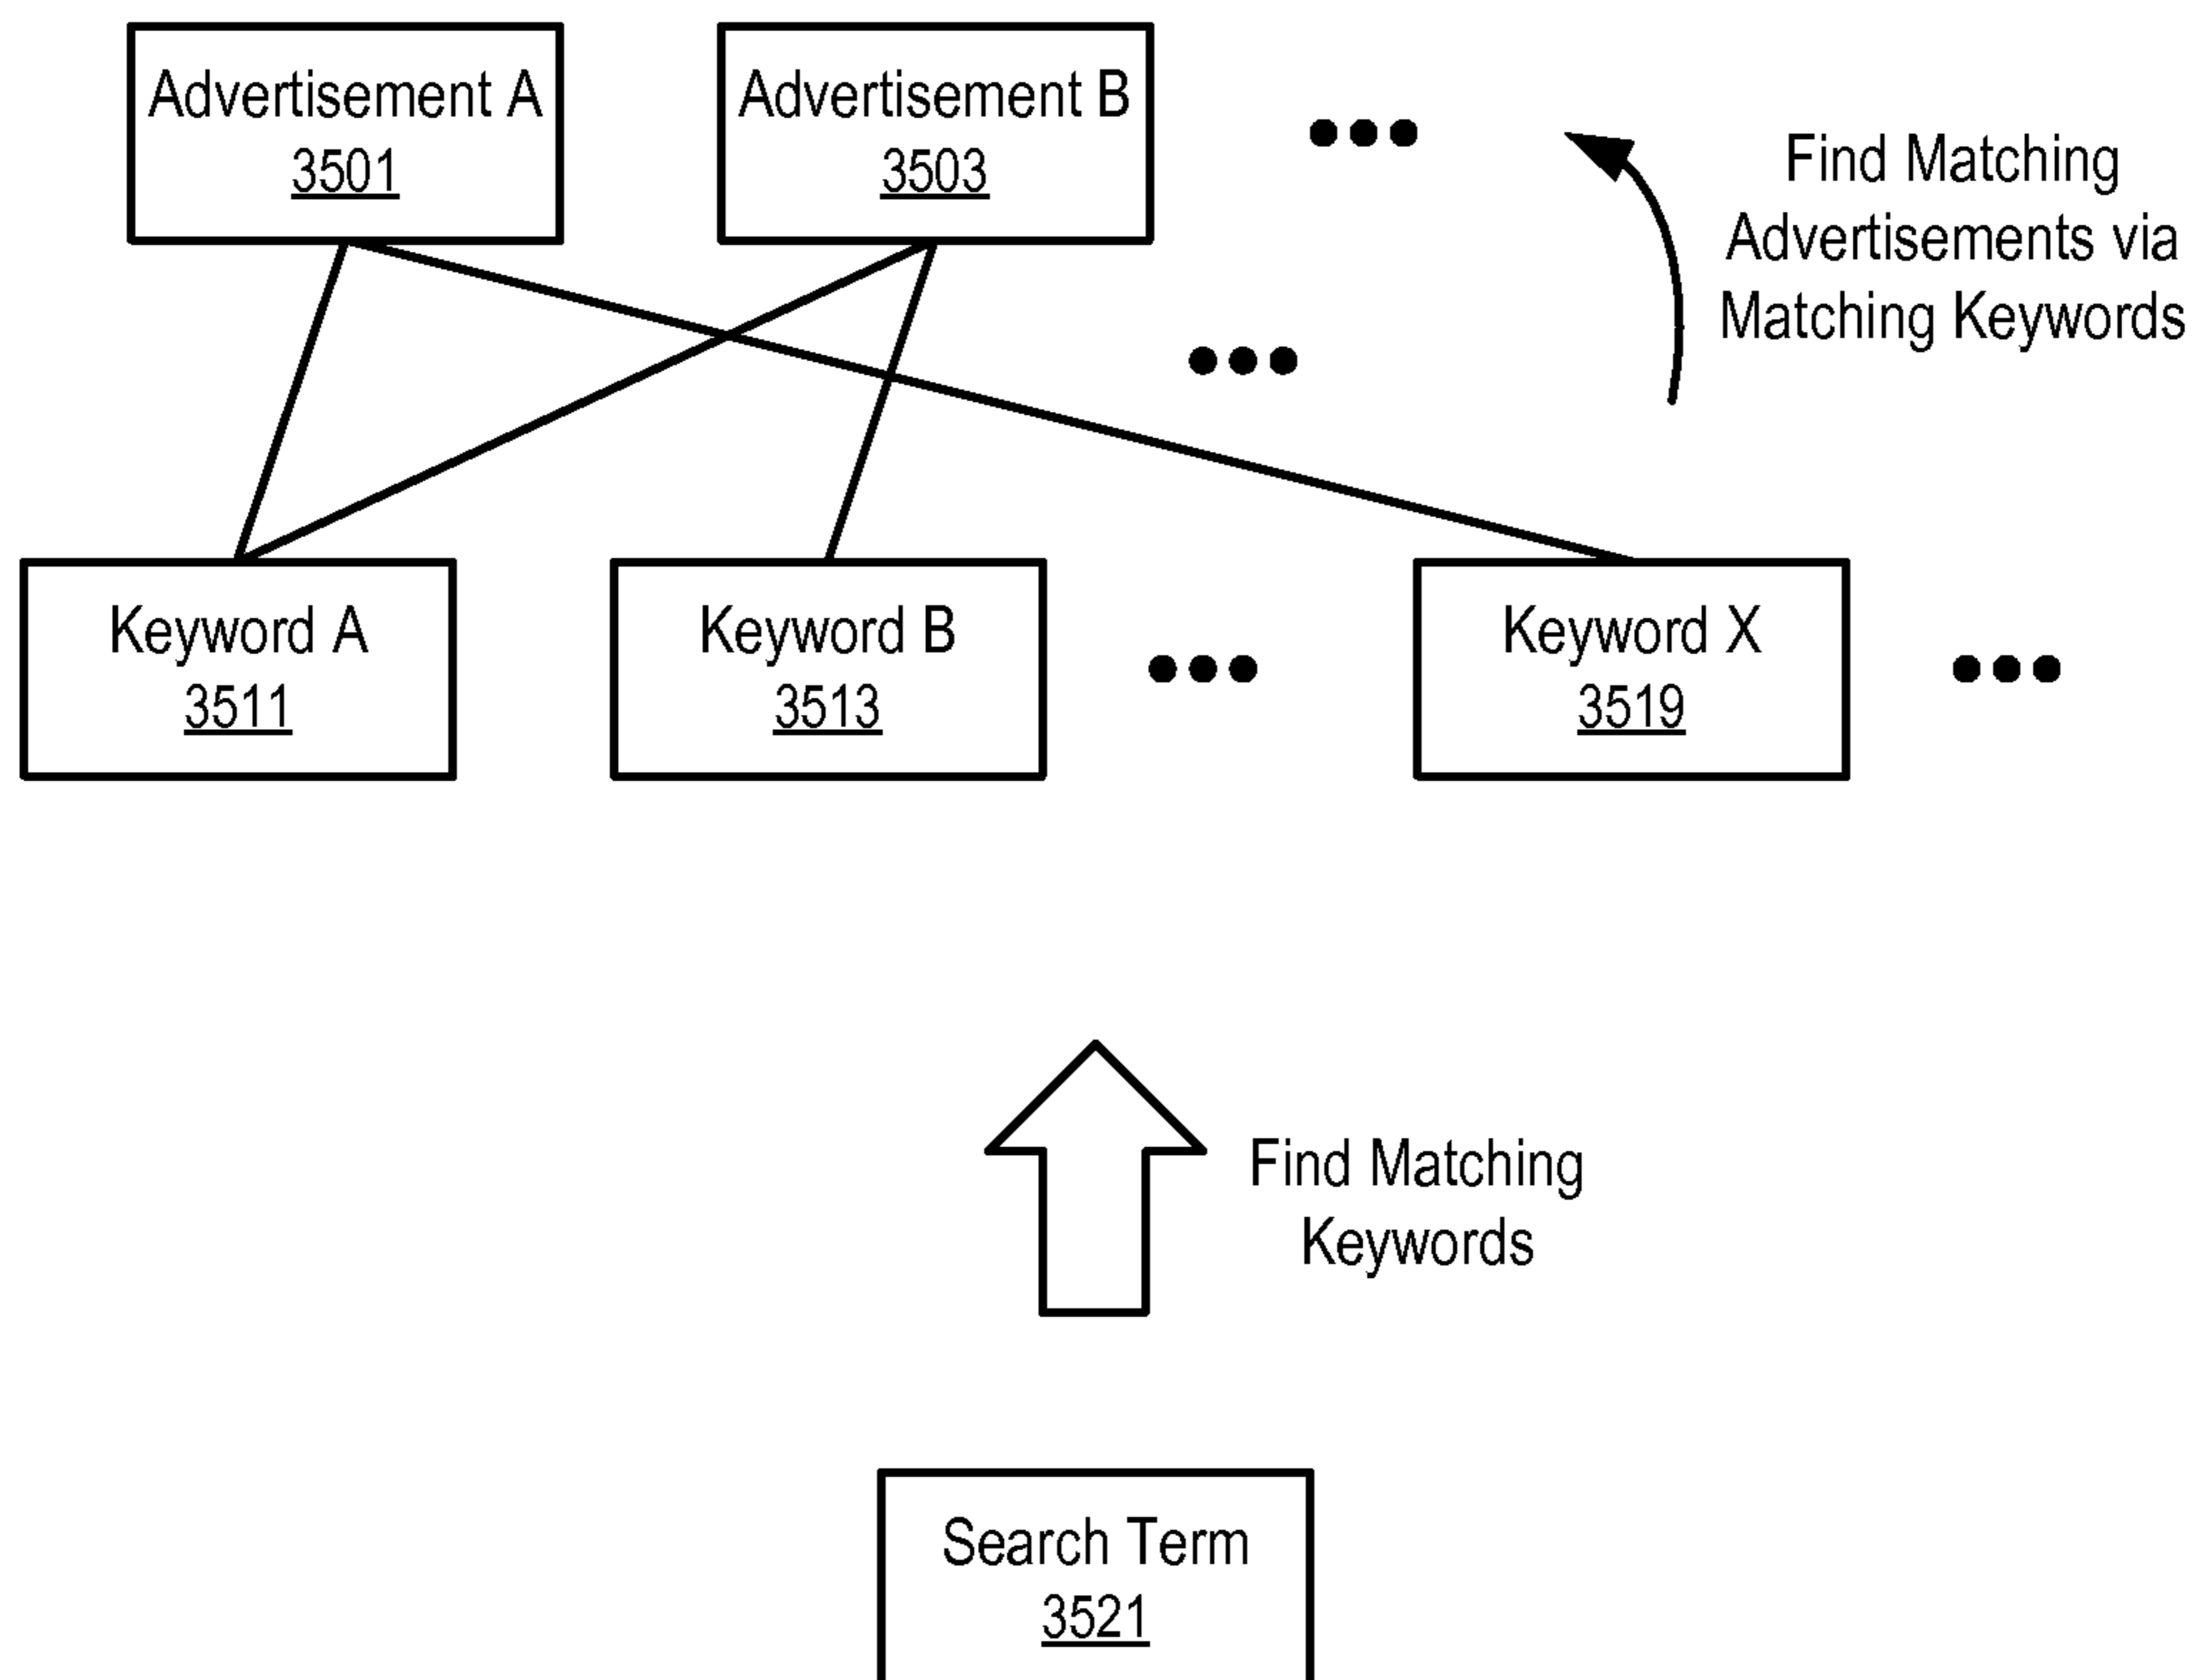 Advertisement A
3501
Advertisement B
3503
Find Matching
Advertisements via
Matching Keywords
Keyword A
3511
Keyword B
3513
Keyword X
3519
Find Matching
Keywords
Search Term
3521